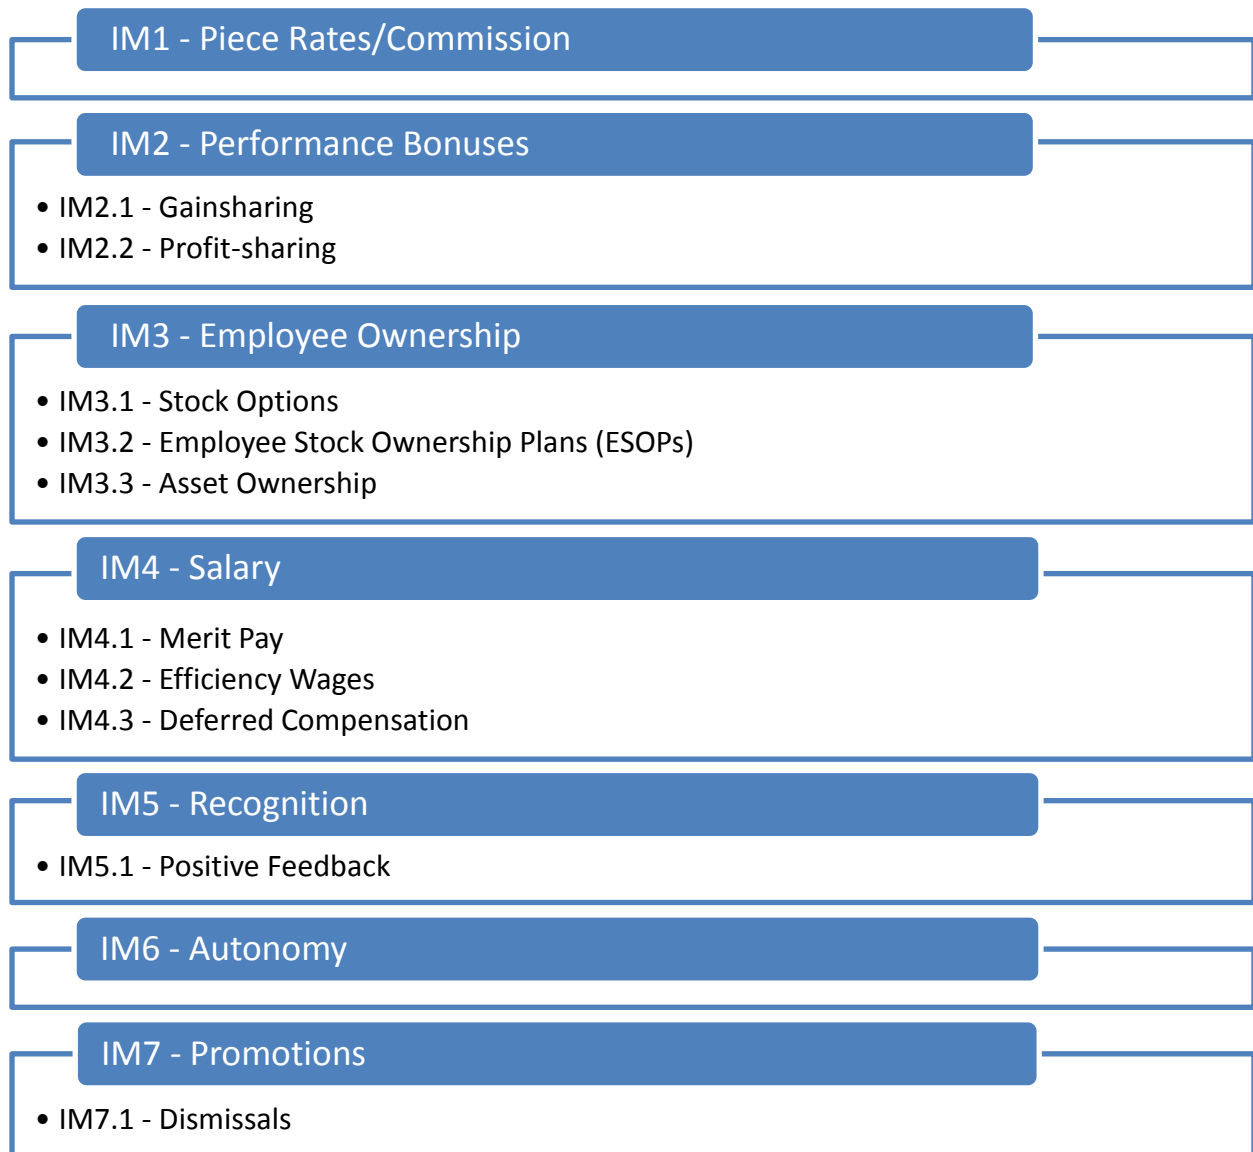 IM1 - Piece Rates/Commission
IM2 - Performance Bonuses
• IM2.1 - Gainsharing
• IM2.2 - Profit-sharing
IM3 - Employee Ownership
• IM3.1 - Stock Options
• IM3.2 - Employee Stock Ownership Plans (ESOPs)
• IM3.3 - Asset Ownership
IM4 - Salary
• IM4.1 - Merit Pay
• IM4.2 - Efficiency Wages
• IM4.3 - Deferred Compensation
IM5 - Recognition
• IM5.1 - Positive Feedback
IM6 - Autonomy
IM7 - Promotions
• IM7.1 - Dismissals